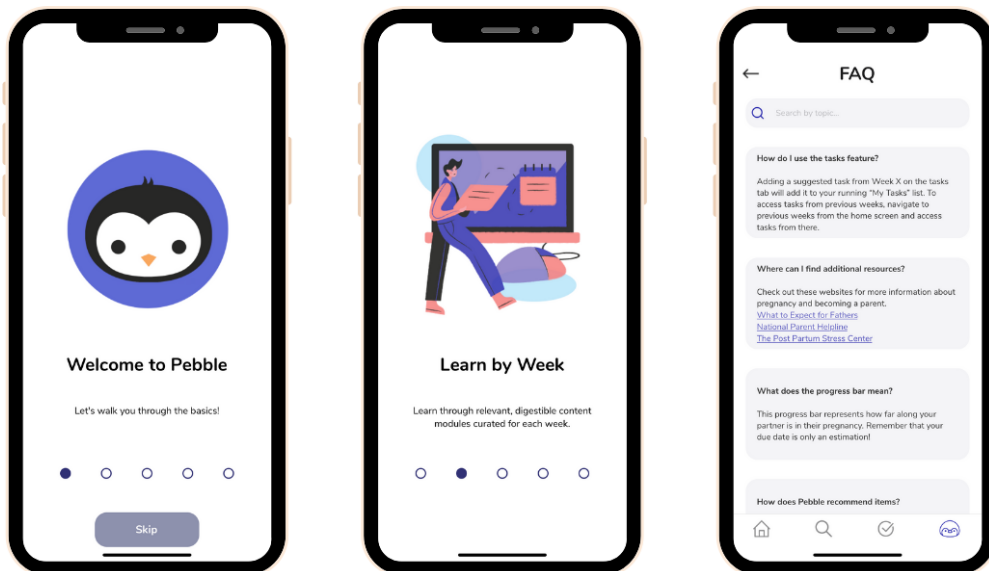 Welcome to Pebble
Let's walk you through the basics!
Skip
Learn by Week
Learn through relevant, digestible content
modules curated for each week.
FAQ
Search by topic...
How do I use the tasks feature?
Adding a suggested task from Week X on the tasks
tab will add it to your running "My Tasks" list. To
access tasks from previous weeks, navigate to
previous weeks from the home screen and access
tasks from there.
Where can I find additional resources?
Check out these websites for more information about
pregnancy and becoming a parent.
What to Expect for Fathers
National Parent Helpline
The Post Partum Stress Center
What does the progress bar mean?
This progress bar represents how far along your
partner is in their pregnancy. Remember that your
due date is only an estimation!
How does Pebble recommend items?